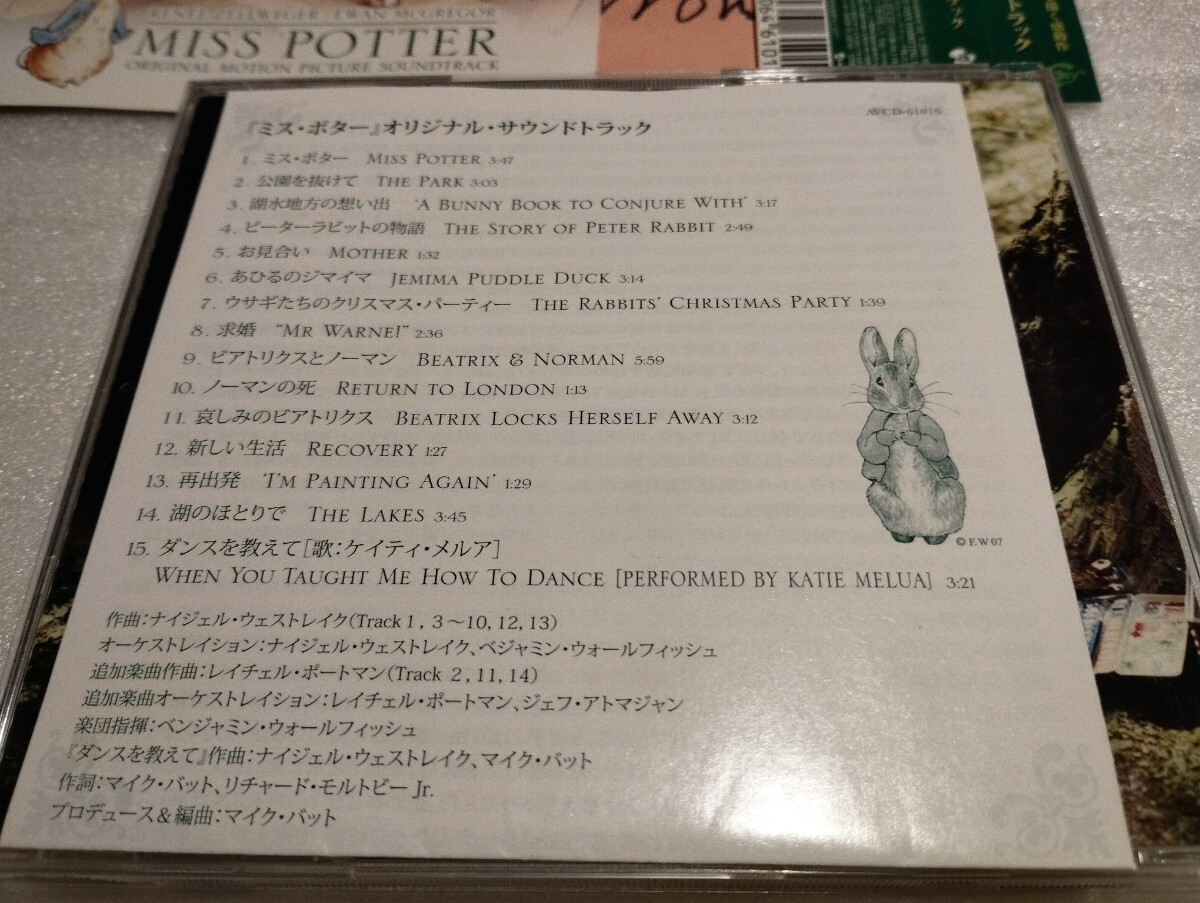 RENÉE ZELLWEGER EWAN MCGREGOR
MISS POTTER
ORIGINAL MOTION PICTURE SOUNDTRACK
トラック
AVCD-61016
『ミス・ポター』オリジナル・サウンドトラック
1. ミス・ポター MISS POTTER 3:47
2. 公園を抜けて THE PARK 3:03
3. 湖水地方の想い出 'A BUNNY BOOK TO CONJURE WITH' 3:17
4. ピーターラビットの物語 THE STORY OF PETER RABBIT 2:49
5. お見合い MOTHER 1:32
6. あひるのジマイマ JEMIMA PUDDLE DUCK 3:14
7. ウサギたちのクリスマス・パーティー THE RABBITS' CHRISTMAS PARTY 1:39
8. 求婚 "MR WARNE!" 2:36
9. ビアトリクスとノーマン BEATRIX & NORMAN 5:59
10. ノーマンの死 RETURN TO LONDON 1:13
11. 哀しみのビアトリクス BEATRIX LOCKS HERSELF AWAY 3:12
12. 新しい生活 RECOVERY 1:27
13. 再出発 'I'M PAINTING AGAIN' 1:29
14. 湖のほとりで THE LAKES 3:45
15. ダンスを教えて[歌:ケイティ・メルア]
WHEN YOU TAUGHT ME HOW TO DANCE [PERFORMED BY KATIE MELUA] 3:21
© F.W 07
作曲:ナイジェル・ウェストレイク(Track 1, 3〜10, 12, 13)
オーケストレイション:ナイジェル・ウェストレイク、ベジャミン・ウォールフィッシュ
追加楽曲作曲:レイチェル・ポートマン(Track 2, 11, 14)
追加楽曲オーケストレイション:レイチェル・ポートマン、ジェフ・アトマジャン
楽団指揮:ベンジャミン・ウォールフィッシュ
『ダンスを教えて』作曲:ナイジェル・ウェストレイク、マイク・バット
作詞:マイク・バット、リチャード・モルトビー Jr.
プロデュース&編曲:マイク・バット